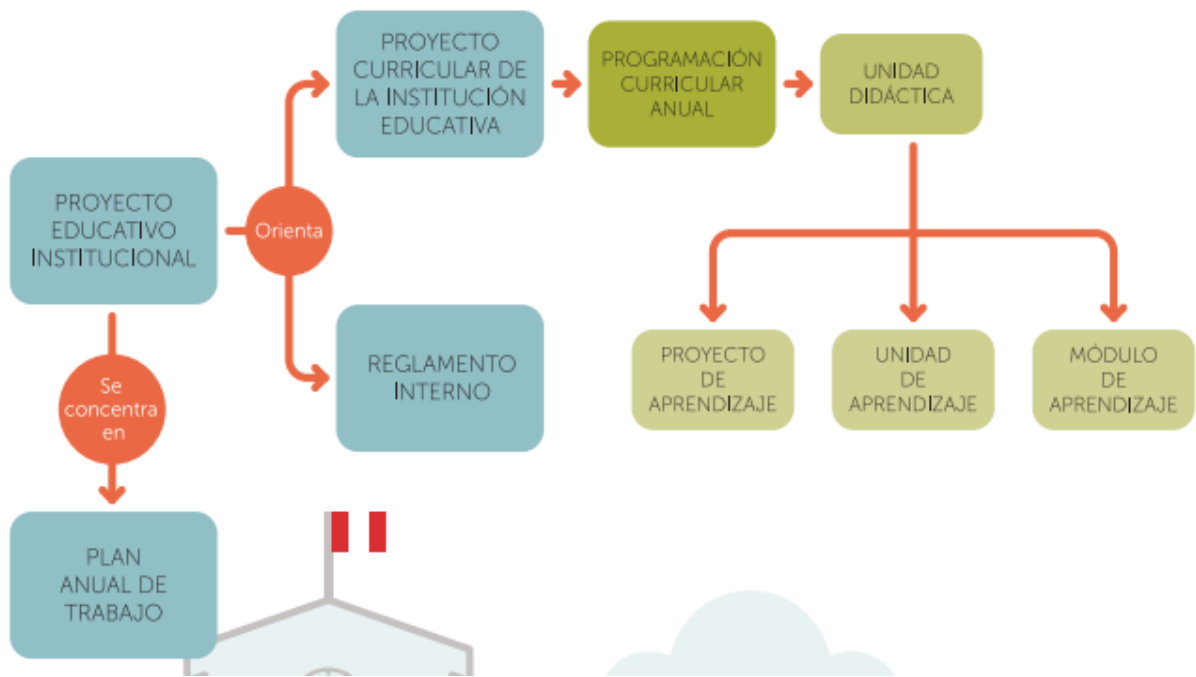 PROYECTO
EDUCATIVO
INSTITUCIONAL
Orienta
PROYECTO
CURRICULAR DE
LA INSTITUCIÓN
EDUCATIVA
PROGRAMACIÓN
CURRICULAR
ANUAL
UNIDAD
DIDÁCTICA
REGLAMENTO
INTERNO
PROYECTO
DE
APRENDIZAJE
UNIDAD
DE
APRENDIZAJE
MÓDULO
DE
APRENDIZAJE
Se
concentra
en
PLAN
ANUAL DE
TRABAJO